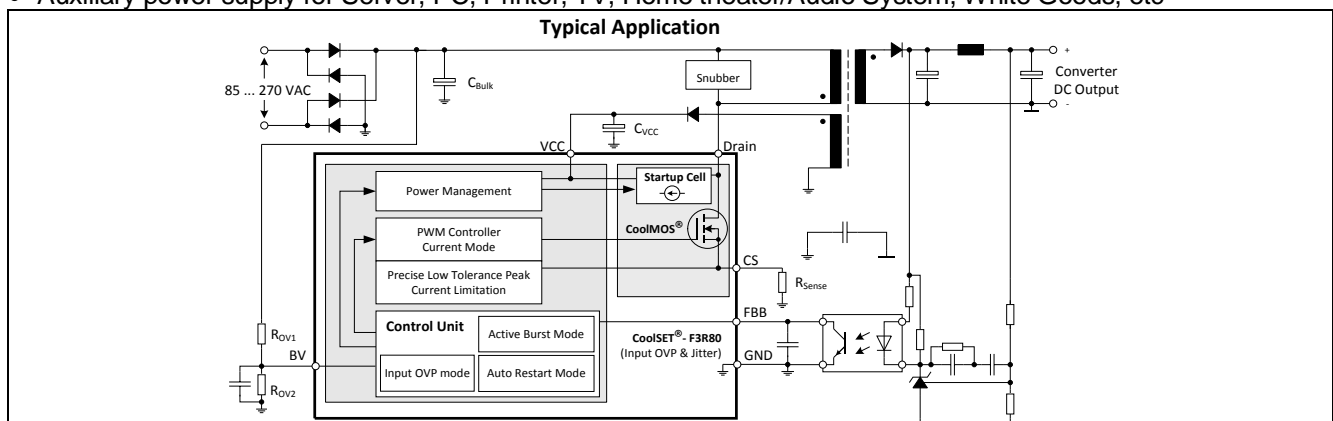 • Auxiliary power supply for Server, PC, Printer, TV, Home theater/Audio System, White Goods, etc
Typical Application
85 ... 270 VAC
CBulk
Snubber
+
Converter
DC Output
-
CVCC
VCC
Drain
Power Management
Startup Cell
CoolMOS®
PWM Controller
Current Mode
Precise Low Tolerance Peak
Current Limitation
CS
RSense
FBB
Control Unit
Active Burst Mode
CoolSET®- F3R80
(Input OVP & Jitter)
GND
ROV1
BV
Input OVP mode
Auto Restart Mode
ROV2